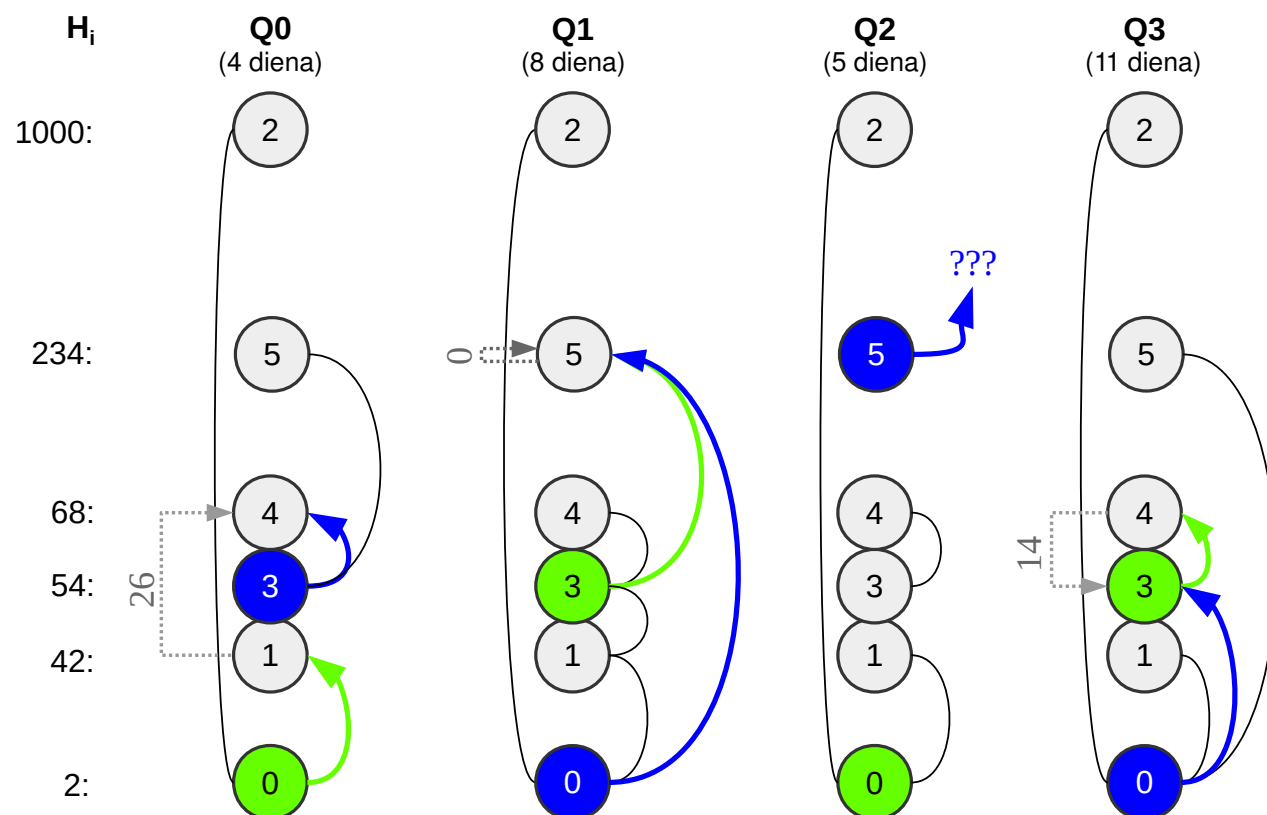 Hi Q0 Q1 Q2 Q3
(4 diena) (8 diena) (5 diena) (11 diena)
1000: 2 2 2 2
???
234: 5 0 5 5 5
68: 4 4 4 4
54: 26 3 3 3 14 3
42: 1 1 1 1
2: 0 0 0 0